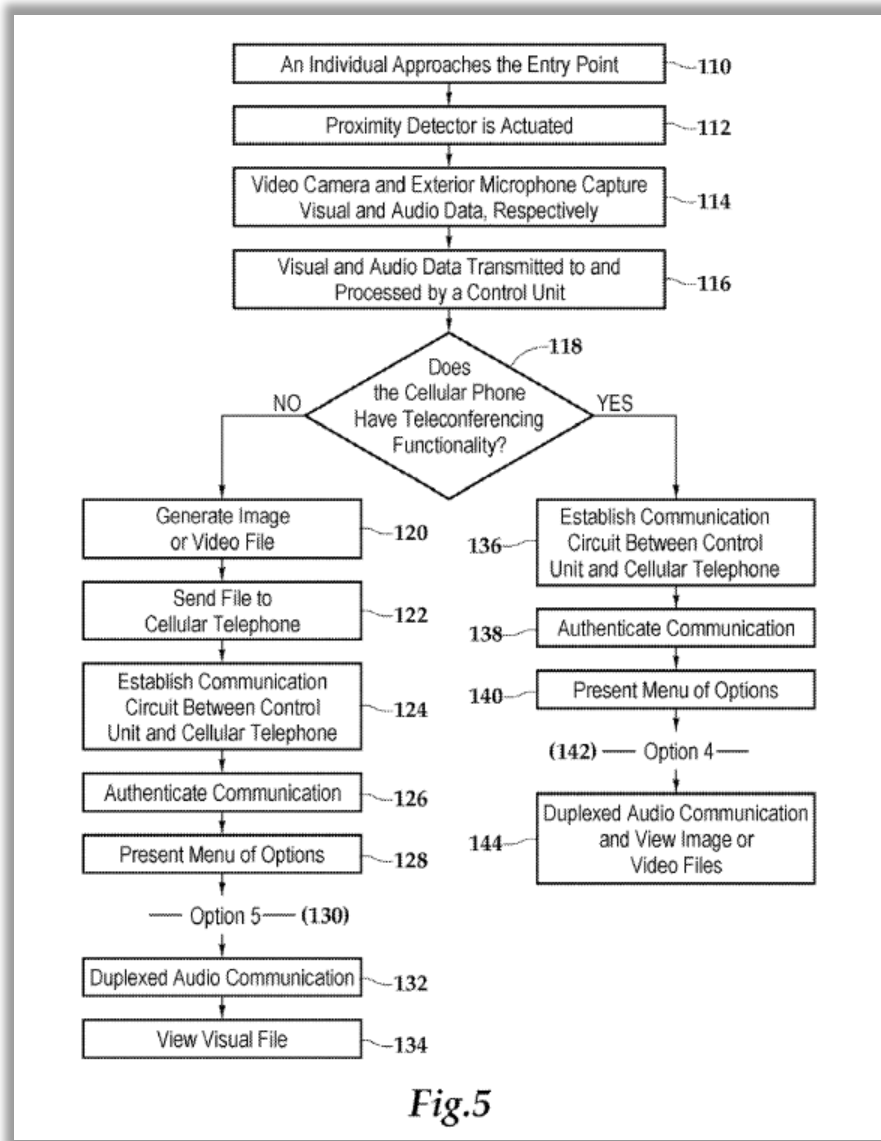 An Individual Approaches the Entry Point
110
Proximity Detector is Actuated
112
Video Camera and Exterior Microphone Capture
Visual and Audio Data, Respectively
114
Visual and Audio Data Transmitted to and
Processed by a Control Unit
116
118
Does
the Cellular Phone
Have Teleconferencing
Functionality?
NO
YES
Generate Image
or Video File
120
Send File to
Cellular Telephone
122
Establish Communication
Circuit Between Control
Unit and Cellular Telephone
124
Authenticate Communication
126
Present Menu of Options
128
Option 5
(130)
Duplexed Audio Communication
132
View Visual File
134
Establish Communication
Circuit Between Control
Unit and Cellular Telephone
136
Authenticate Communication
138
Present Menu of Options
140
(142)
Option 4
Duplexed Audio Communication
and View Image or
Video Files
144
Fig.5